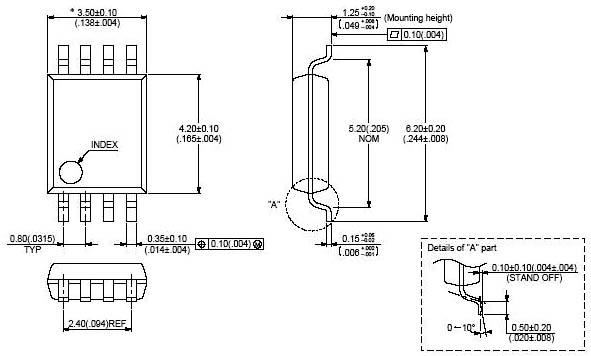 * 3.50±0.10
(.138±.004)
1.25 +0.20 -0.10
(Mounting height)
(.049 +.008 -.004)
0.10(.004)
4.20±0.10
(.165±.004)
INDEX
5.20(.205)
NOM
6.20±0.20
(.244±.008)
"A"
0.80(.0315)
TYP
0.35±0.10
(.014±.004)
0.10(.004) M
0.15 +0.05 -0.02
(.006 +.002 -.001)
2.40(.094)REF
Details of "A" part
0.10±0.10(.004±.004)
(STAND OFF)
0~10°
0.50±0.20
(.020±.008)